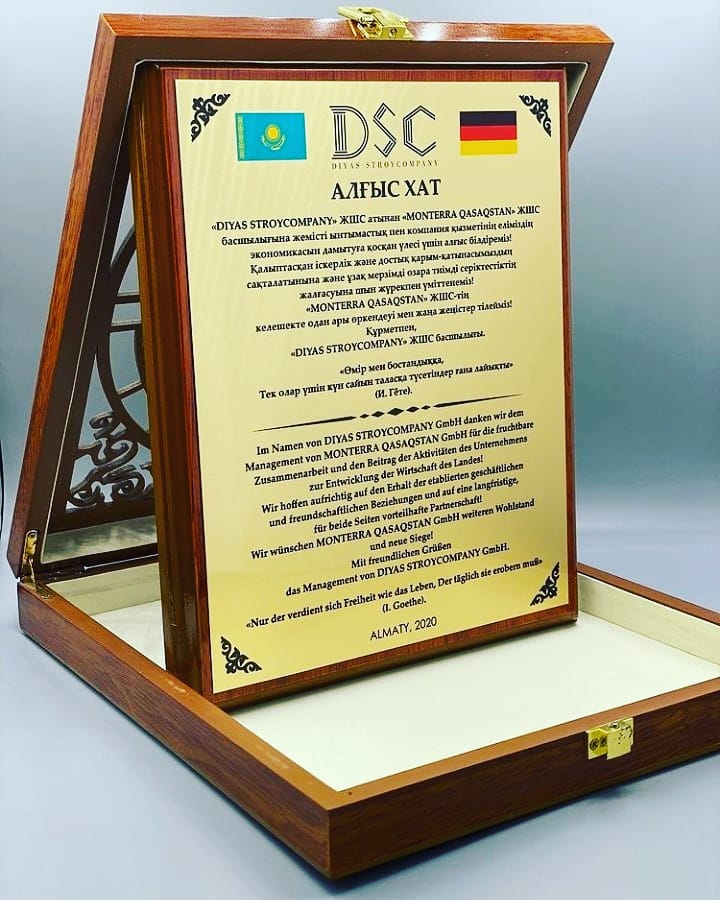 DSC
DIYAS STROYCOMPANY
АЛҒЫС ХАТ
«DIYAS STROYCOMPANY» ЖШС атынан «MONTERRA QASAQSTAN» ЖШС
басшылығына жемісті ынтымастық пен компания қызметінің еліміздің
экономикасын дамытуға қосқан үлесі үшін алғыс білдіреміз!
Қалыптасқан іскерлік және достық қарым-қатынасымыздың
сақталатынына және ұзақ мерзімді өзара тиімді серіктестіктің
жалғасуына шын жүрекпен үміттенеміз!
«MONTERRA QASAQSTAN» ЖШС-тің
келешекте одан ары өркендеуі мен жаңа жеңістер тілейміз!
Құрметпен,
«DIYAS STROYCOMPANY» ЖШС басшылығы.
«Өмір мен бостандыққа,
Тек олар үшін күн сайын таласқа түсетіндер ғана лайықты»
(И. Гёте).
Im Namen von DIYAS STROYCOMPANY GmbH danken wir dem
Management von MONTERRA QASAQSTAN GmbH für die fruchtbare
Zusammenarbeit und den Beitrag der Aktivitäten des Unternehmens
zur Entwicklung der Wirtschaft des Landes!
Wir hoffen aufrichtig auf den Erhalt der etablierten geschäftlichen
und freundschaftlichen Beziehungen und auf eine langfristige,
für beide Seiten vorteilhafte Partnerschaft!
Wir wünschen MONTERRA QASAQSTAN GmbH weiteren Wohlstand
und neue Siege!
Mit freundlichen Grüßen
das Management von DIYAS STROYCOMPANY GmbH.
«Nur der verdient sich Freiheit wie das Leben, Der täglich sie erobern muß»
(I. Goethe).
ALMATY, 2020